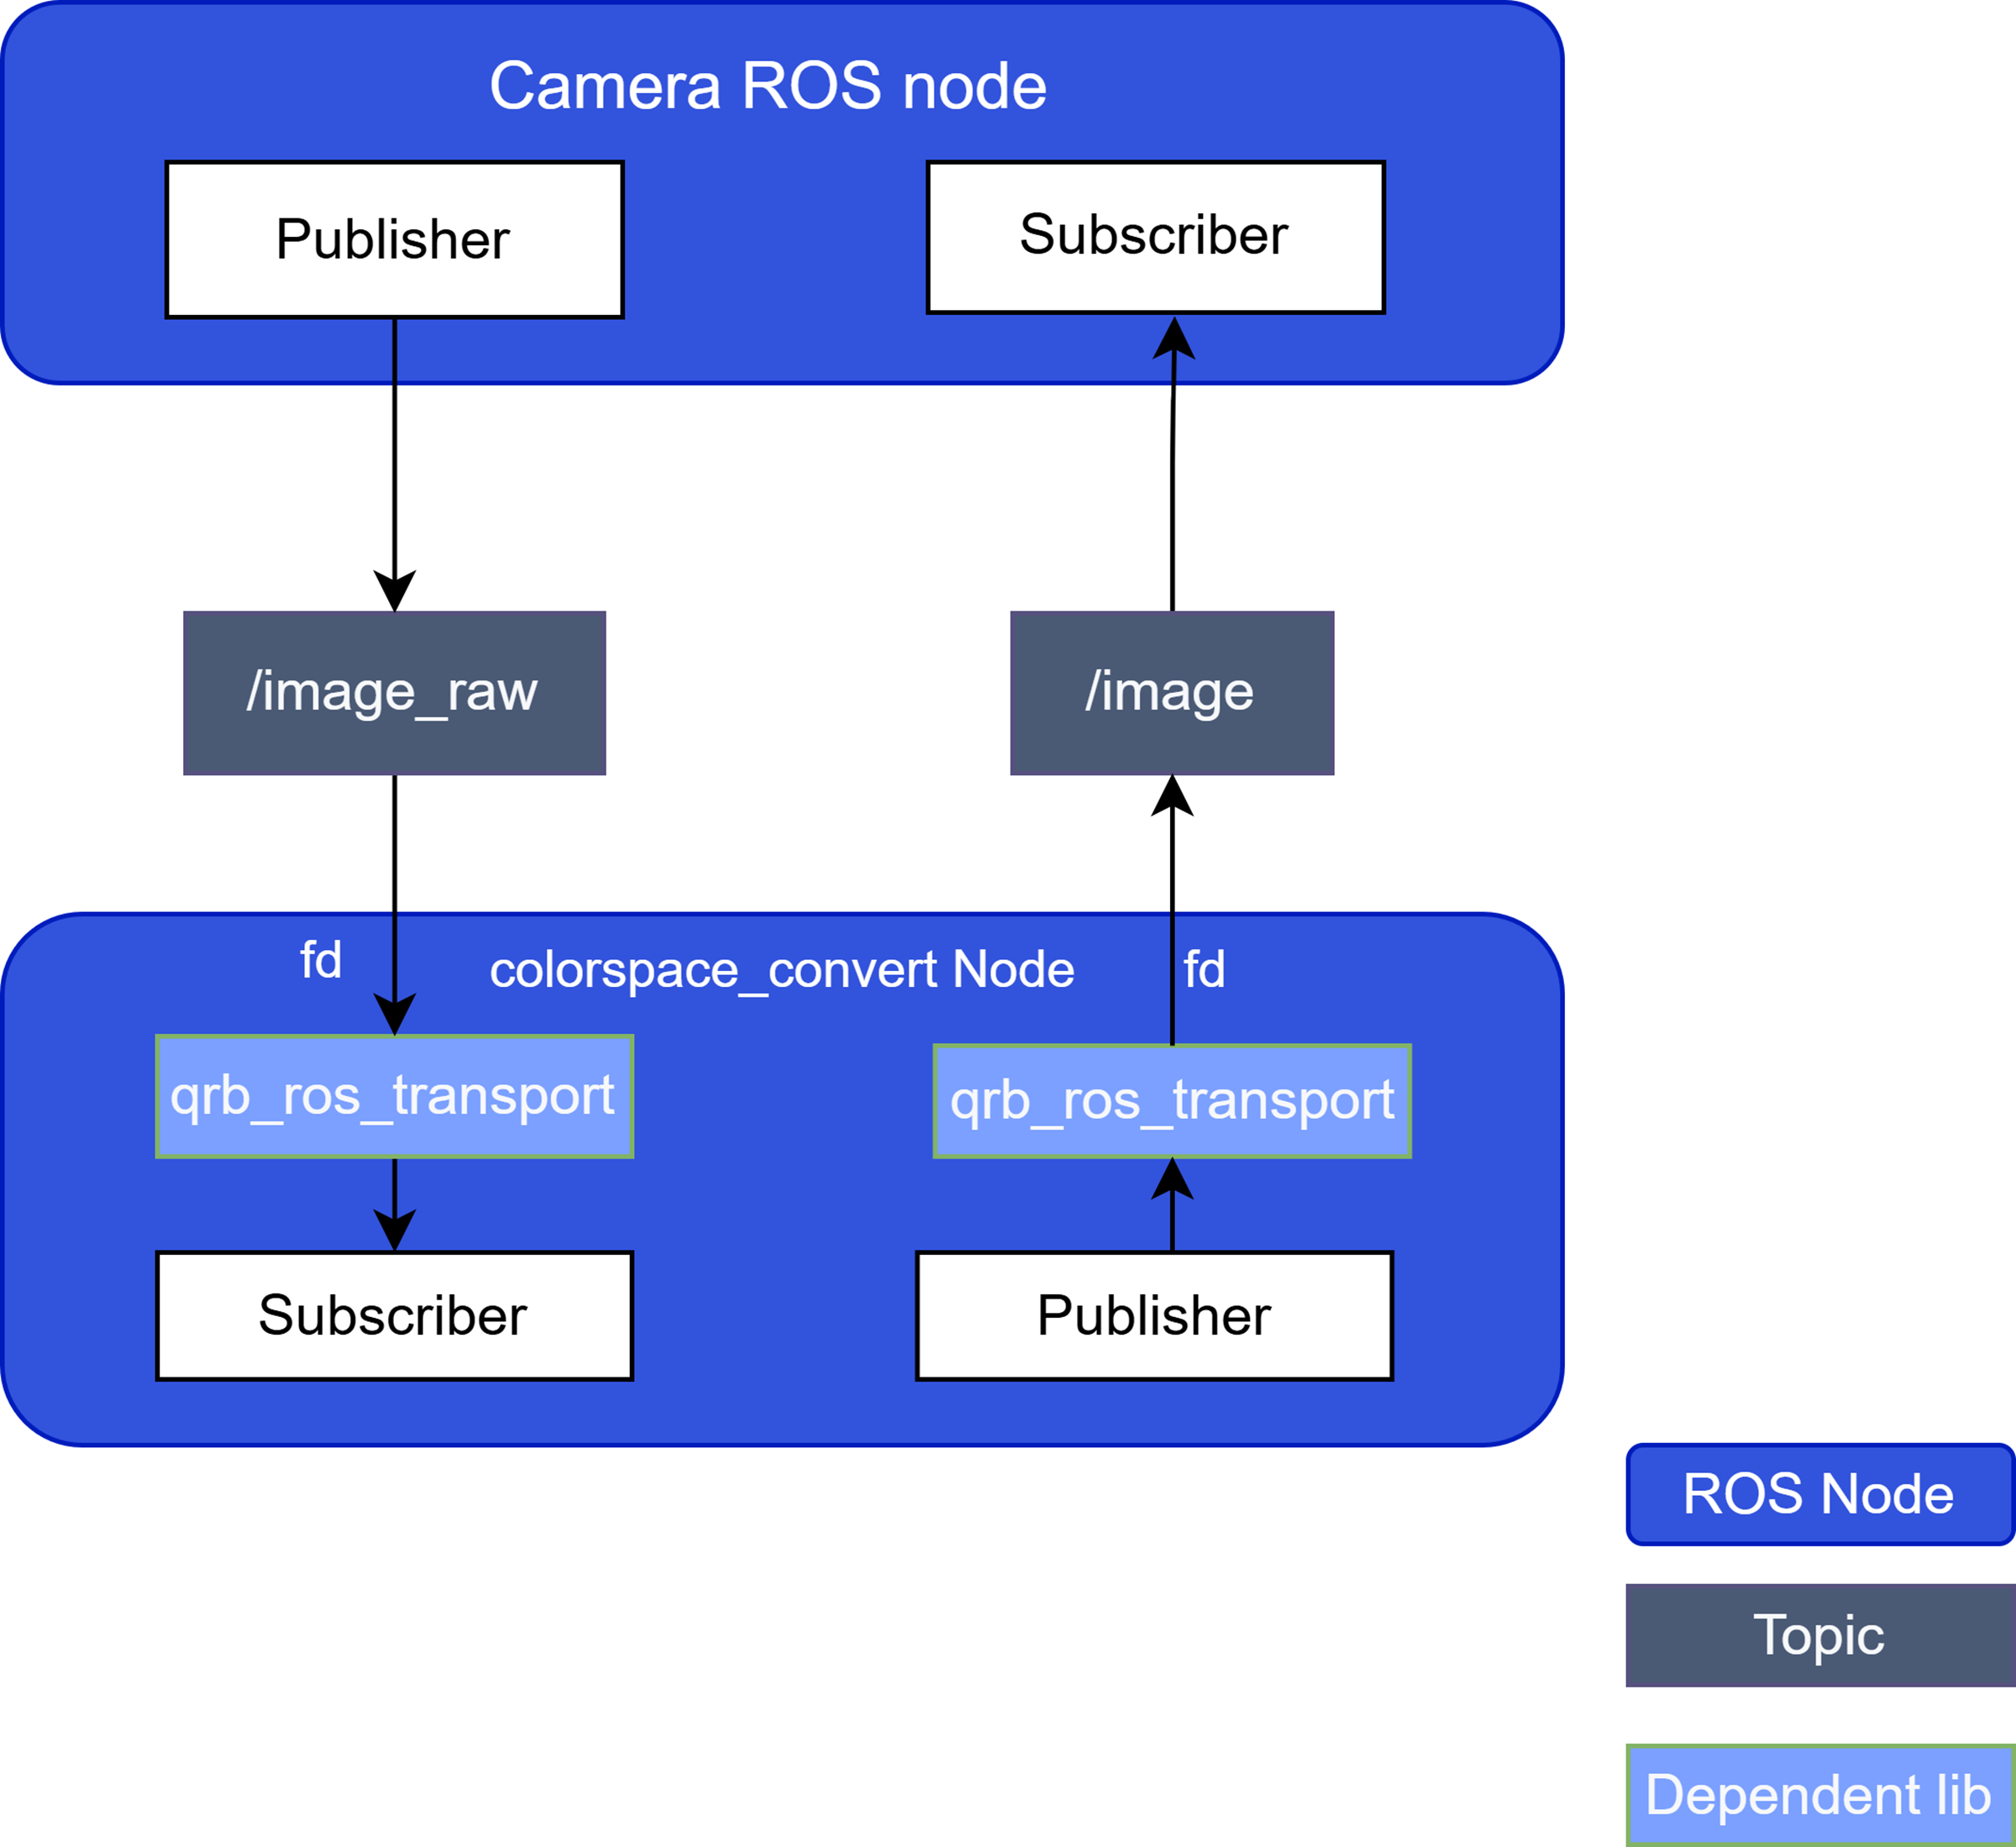 Camera ROS node
Publisher
Subscriber
/image_raw
/image
fd
colorspace_convert Node
fd
qrb_ros_transport
qrb_ros_transport
Subscriber
Publisher
ROS Node
Topic
Dependent lib